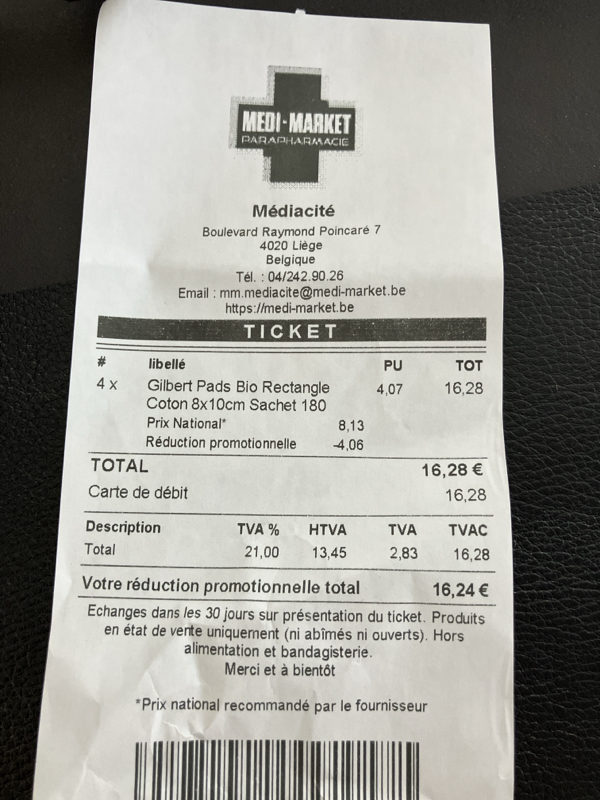 MEDI-MARKET
PARAPHARMACIE
Médiacité
Boulevard Raymond Poincaré 7
4020 Liège
Belgique
Tél. : 04/242.90.26
Email : mm.mediacite@medi-market.be
https://medi-market.be
TICKET
# libellé PU TOT
4 x Gilbert Pads Bio Rectangle 4,07 16,28
Coton 8x10cm Sachet 180
Prix National* 8,13
Réduction promotionnelle -4,06
TOTAL 16,28 €
Carte de débit 16,28
Description TVA % HTVA TVA TVAC
Total 21,00 13,45 2,83 16,28
Votre réduction promotionnelle total 16,24 €
Echanges dans les 30 jours sur présentation du ticket. Produits
en état de vente uniquement (ni abîmés ni ouverts). Hors
alimentation et bandagisterie.
Merci et à bientôt
*Prix national recommandé par le fournisseur